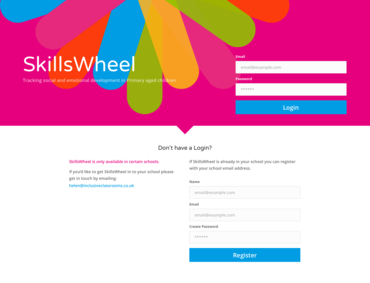 SkillsWheel
Tracking social and emotional development in Primary aged children
Email
email@example.com
Password
******
Login
Don't have a Login?
SkillsWheel is only available in certain schools.
If you'd like to get SkillsWheel in to your school please
get in touch by emailing:
helen@inclusiveclassrooms.co.uk
If SkillsWheel is already in your school you can register
with your school email address.
Name
email@example.com
Email
email@example.com
Create Password
******
Register